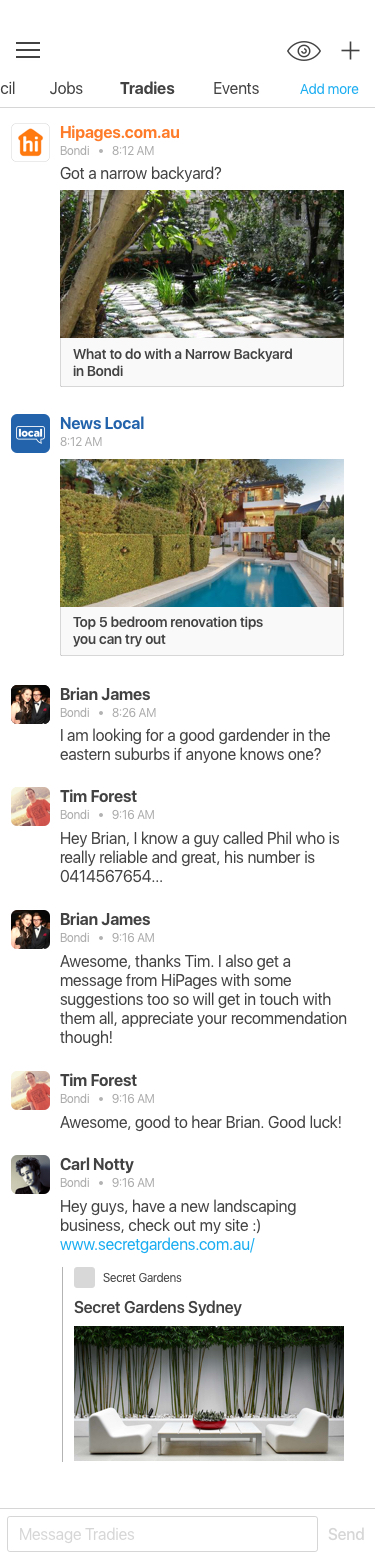 cil Jobs Tradies Events Add more
hi
Hipages.com.au
Bondi • 8:12 AM
Got a narrow backyard?
What to do with a Narrow Backyard
in Bondi
local
News Local
8:12 AM
Top 5 bedroom renovation tips
you can try out
Brian James
Bondi • 8:26 AM
I am looking for a good gardender in the
eastern suburbs if anyone knows one?
Tim Forest
Bondi • 9:16 AM
Hey Brian, I know a guy called Phil who is
really reliable and great, his number is
0414567654...
Brian James
Bondi • 9:16 AM
Awesome, thanks Tim. I also get a
message from HiPages with some
suggestions too so will get in touch with
them all, appreciate your recommendation
though!
Tim Forest
Bondi • 9:16 AM
Awesome, good to hear Brian. Good luck!
Carl Notty
Bondi • 9:16 AM
Hey guys, have a new landscaping
business, check out my site :)
www.secretgardens.com.au/
Secret Gardens
Secret Gardens Sydney
Message Tradies Send